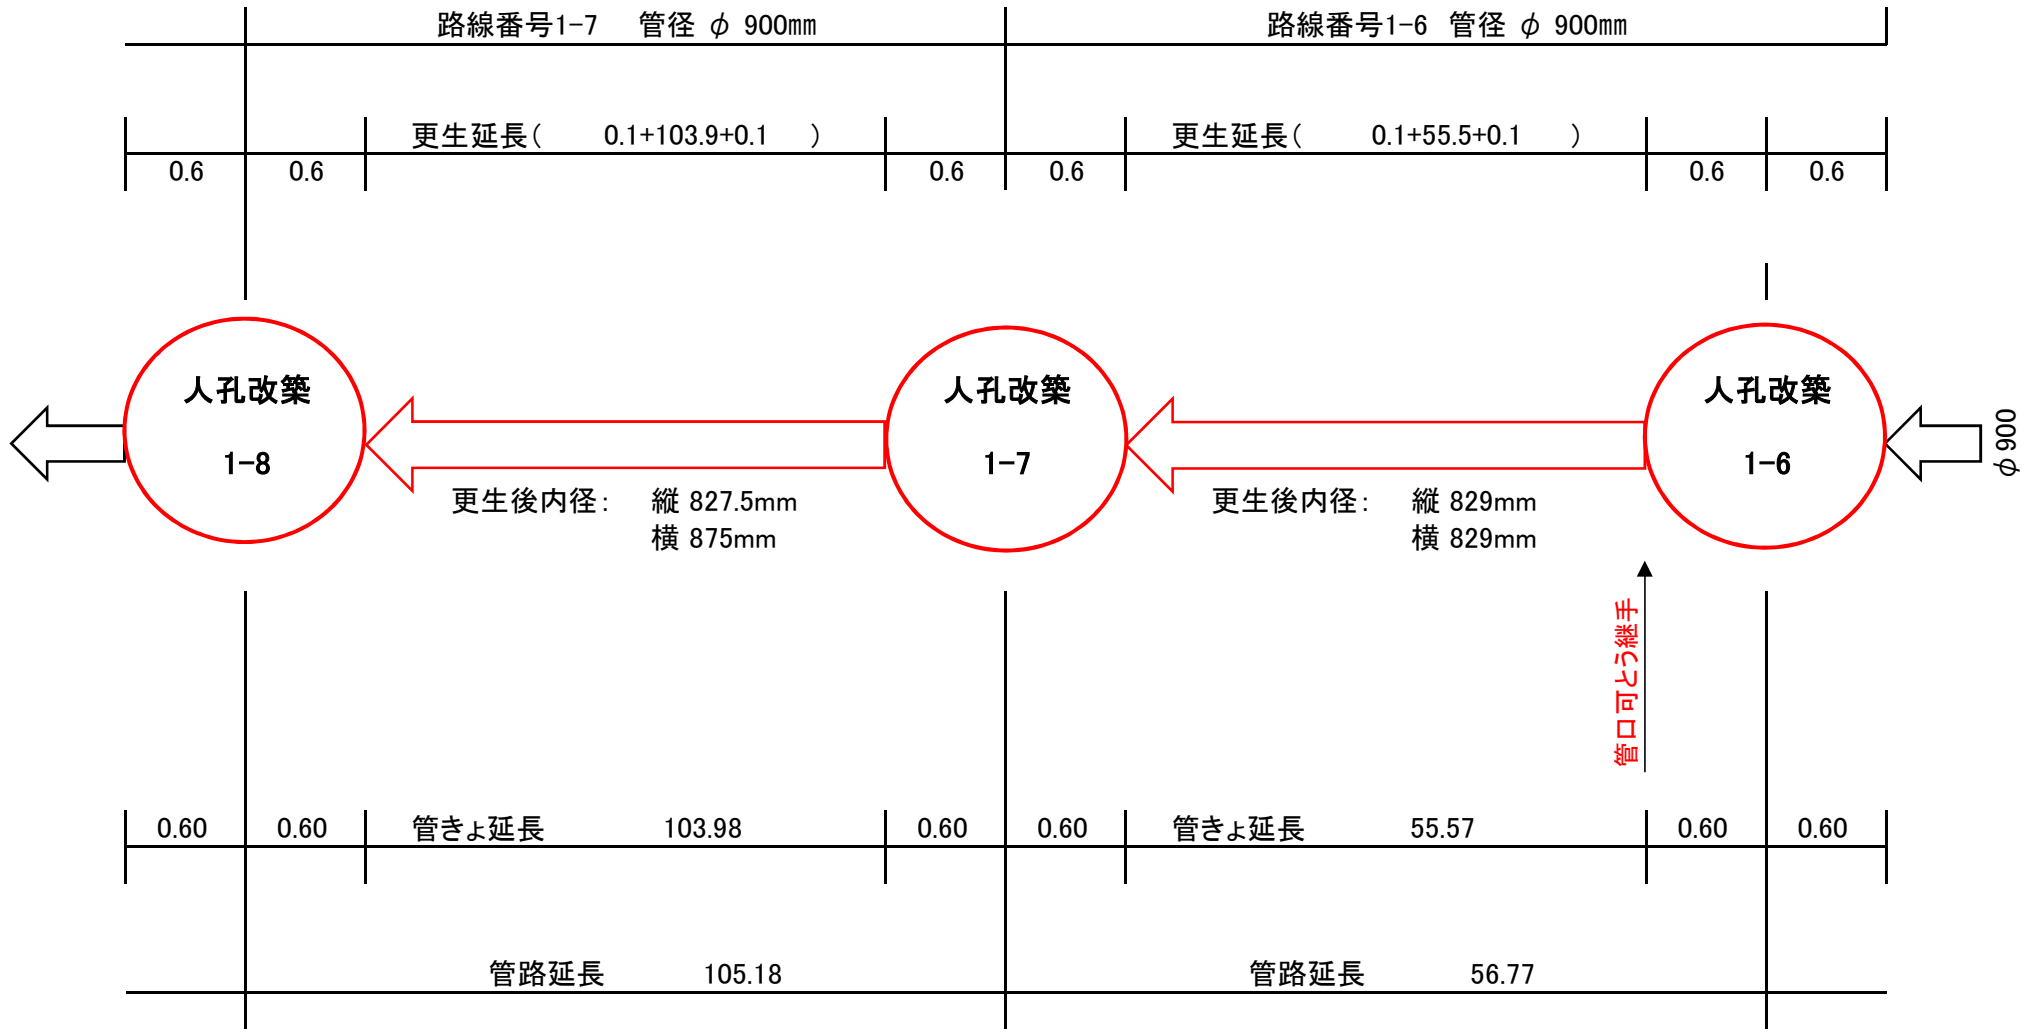 路線番号1-7 管径 φ 900㎜
路線番号1-6 管径 φ 900㎜
更生延長( 0.1+103.9+0.1 )
更生延長( 0.1+55.5+0.1 )
0.6
0.6
0.6
0.6
0.6
0.6
人孔改築
1-8
人孔改築
1-7
人孔改築
1-6
φ 900
更生後内径: 縦 827.5mm
横 875mm
更生後内径: 縦 829mm
横 829mm
管口可とう継手
0.60
0.60
管きょ延長 103.98
0.60
0.60
管きょ延長 55.57
0.60
0.60
管路延長 105.18
管路延長 56.77